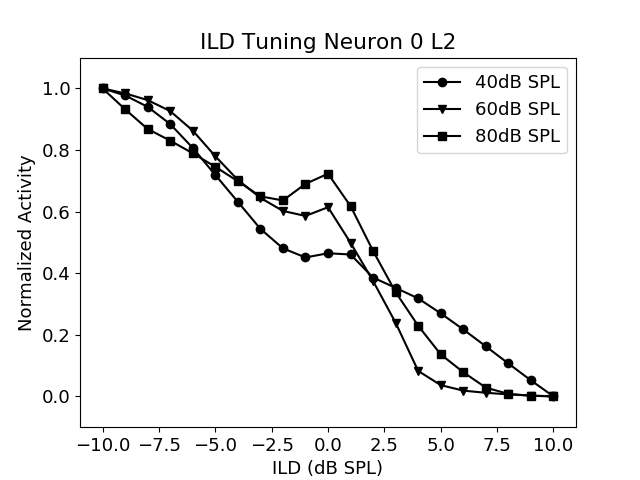 ILD Tuning Neuron 0 L2
40dB SPL
60dB SPL
80dB SPL
1.0
0.8
0.6
0.4
0.2
0.0
Normalized Activity
−10.0 −7.5 −5.0 −2.5 0.0 2.5 5.0 7.5 10.0
ILD (dB SPL)